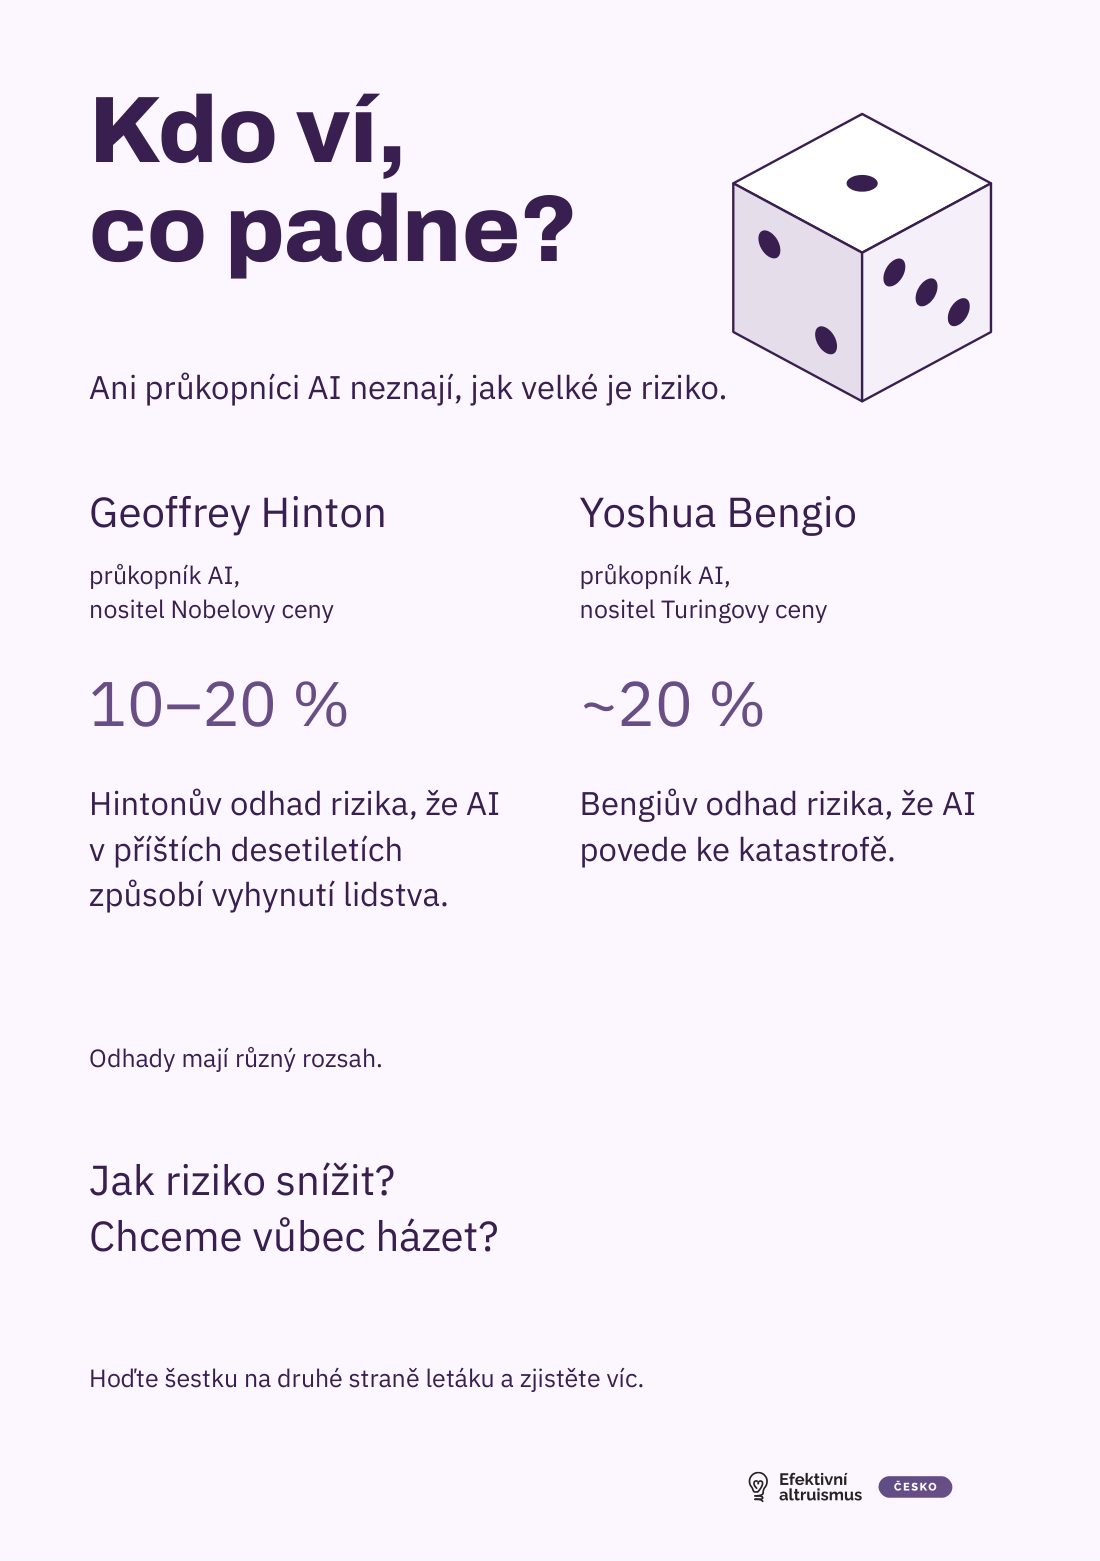 Kdo ví,
co padne?
Ani průkopníci AI neznají, jak velké je riziko.
Geoffrey Hinton
průkopník AI,
nositel Nobelovy ceny
10–20 %
Hintonův odhad rizika, že AI
v příštích desetiletích
způsobí vyhynutí lidstva.
Yoshua Bengio
průkopník AI,
nositel Turingovy ceny
~20 %
Bengiův odhad rizika, že AI
povede ke katastrofě.
Odhady mají různý rozsah.
Jak riziko snížit?
Chceme vůbec házet?
Hoďte šestku na druhé straně letáku a zjistěte víc.
Efektivní
altruismus
ČESKO